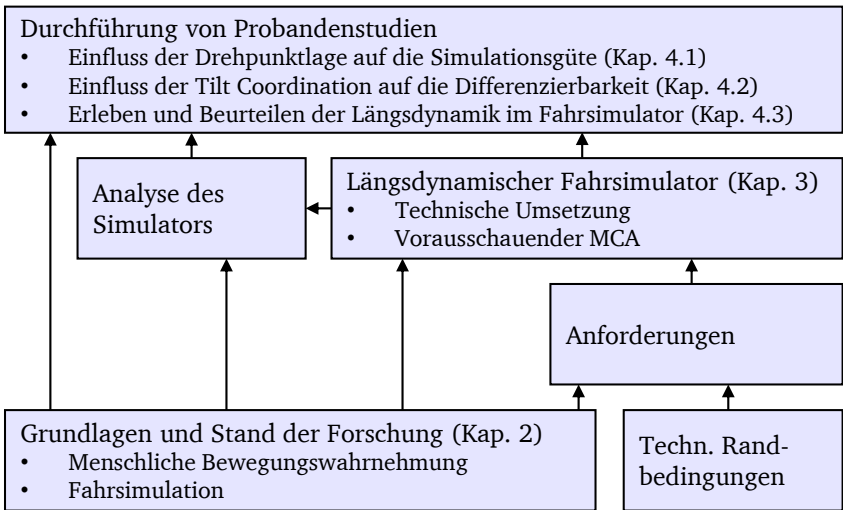 Durchführung von Probandenstudien
• Einfluss der Drehpunktlage auf die Simulationsgüte (Kap. 4.1)
• Einfluss der Tilt Coordination auf die Differenzierbarkeit (Kap. 4.2)
• Erleben und Beurteilen der Längsdynamik im Fahrsimulator (Kap. 4.3)
Analyse des
Simulators
Längsdynamischer Fahrsimulator (Kap. 3)
• Technische Umsetzung
• Vorausschauender MCA
Anforderungen
Grundlagen und Stand der Forschung (Kap. 2)
• Menschliche Bewegungswahrnehmung
• Fahrsimulation
Techn. Rand-
bedingungen